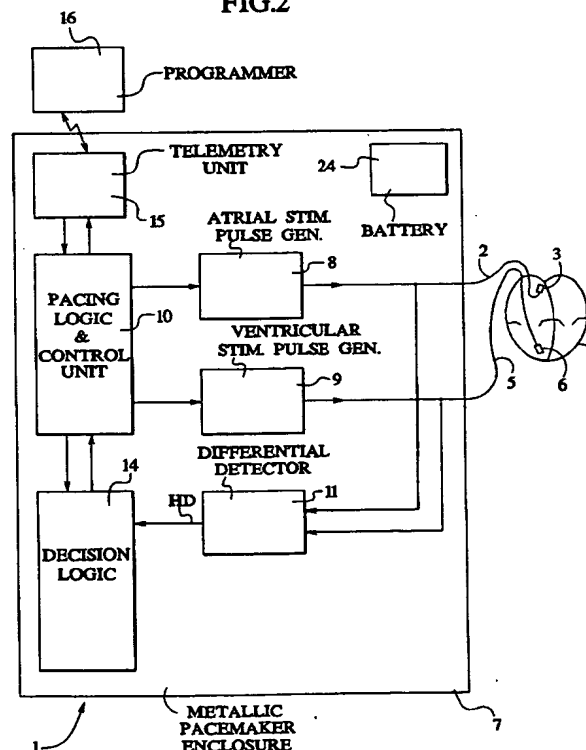 FIG.2
16
PROGRAMMER
TELEMETRY
UNIT
15
24
BATTERY
ATRIAL STIM.
PULSE GEN.
8
2
3
PACING
LOGIC
&
CONTROL
UNIT
10
VENTRICULAR
STIM. PULSE GEN.
9
5
6
DIFFERENTIAL
DETECTOR
14
HD
11
DECISION
LOGIC
1
METALLIC
PACEMAKER
ENCLOSURE
7